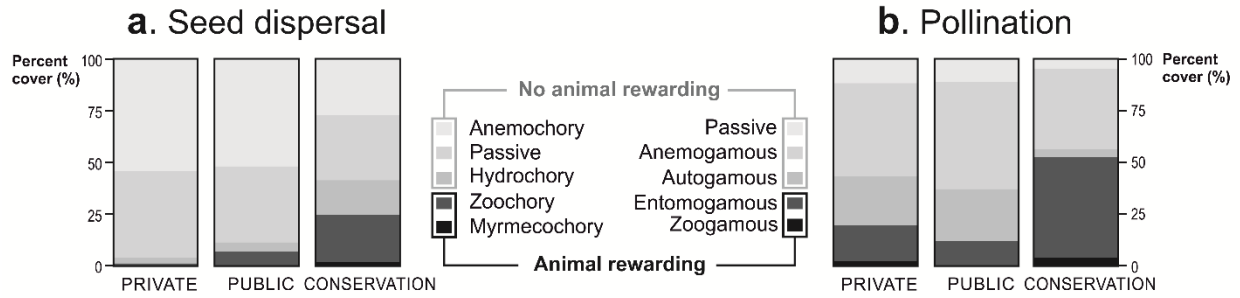 a. Seed dispersal
b. Pollination
Percent
cover (%)
100
75
50
25
0
PRIVATE
PUBLIC
CONSERVATION
No animal rewarding
Anemochory
Passive
Hydrochory
Zoochory
Myrmecochory
Passive
Anemogamous
Autogamous
Entomogamous
Zoogamous
Animal rewarding
PRIVATE
PUBLIC
CONSERVATION
100
75
50
25
0
Percent
cover (%)